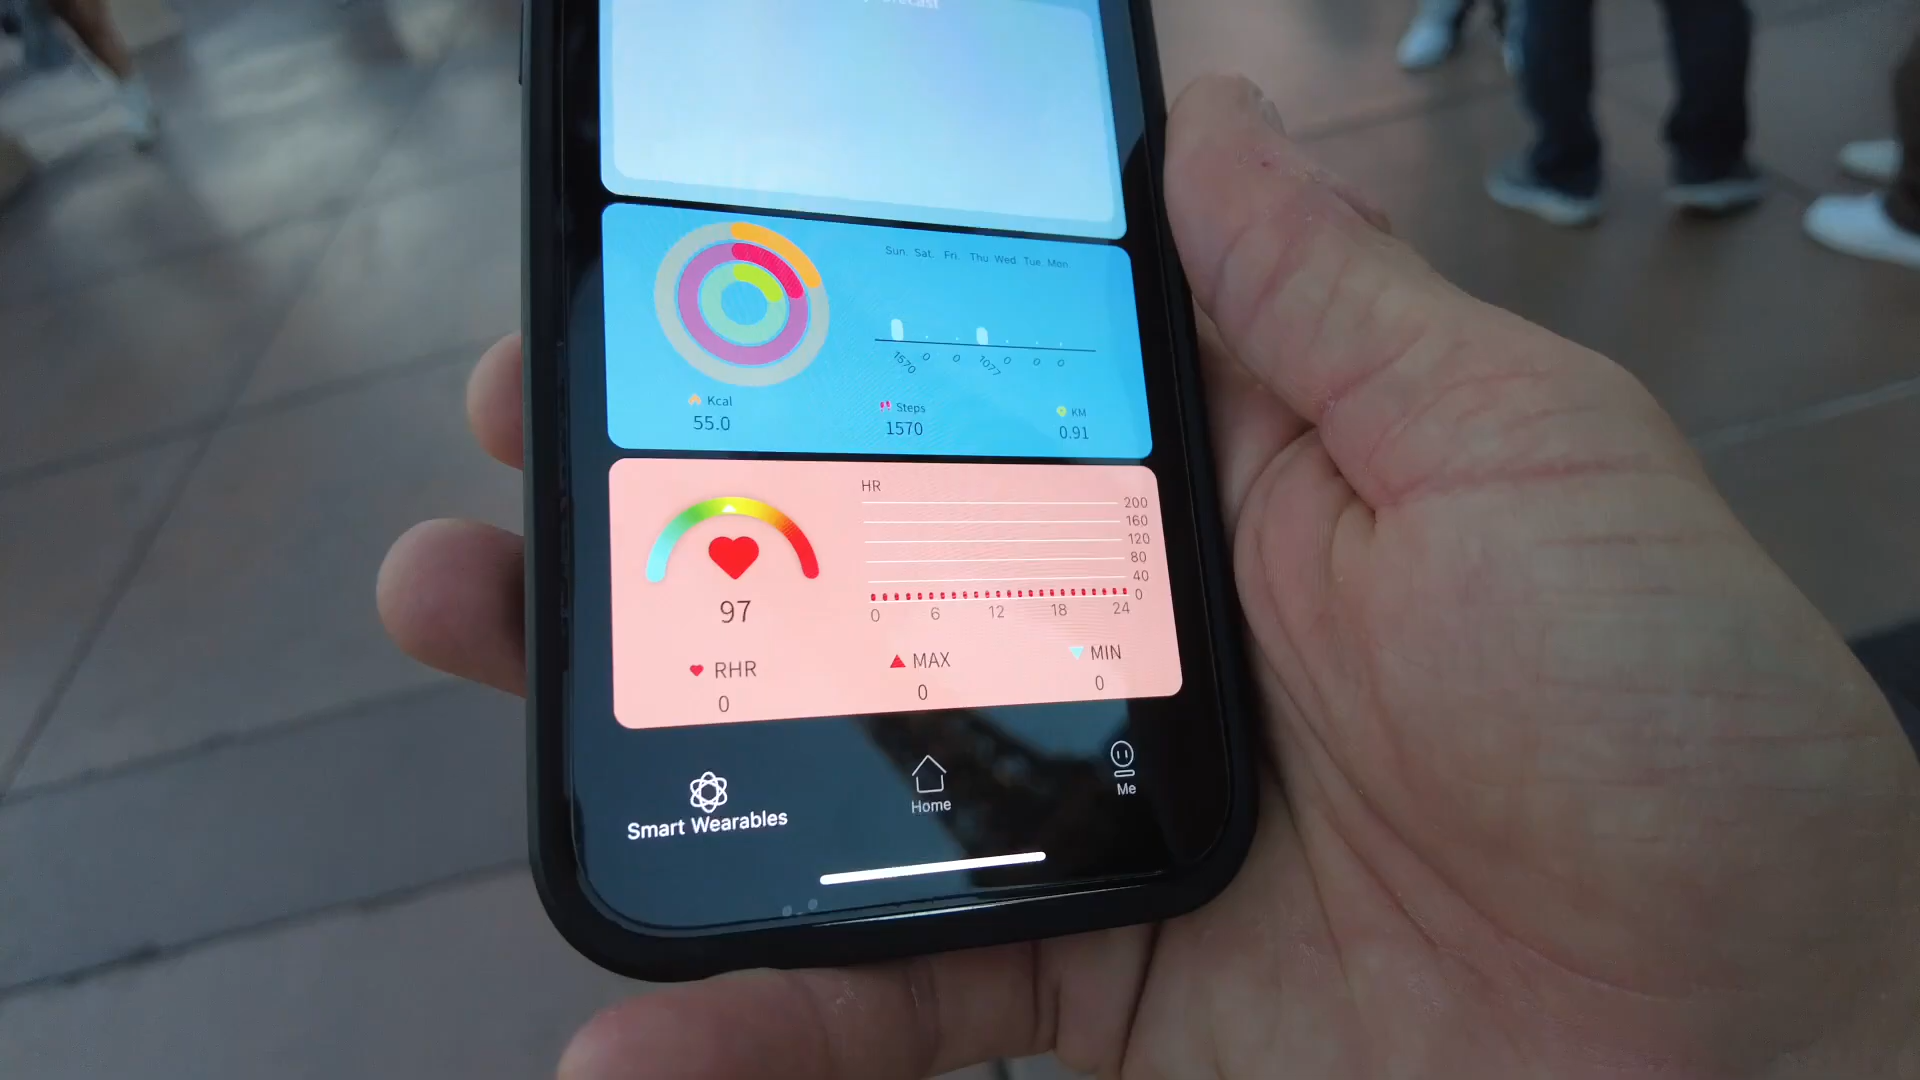 Sun. Sat. Fri. Thu Wed Tue Mon
1570 0 0 1077 0 0 0
Kcal
55.0
Steps
1570
KM
0.91
HR
200
160
120
80
40
0
0 6 12 18 24
97
RHR
0
MAX
0
MIN
0
Smart Wearables
Home
Me